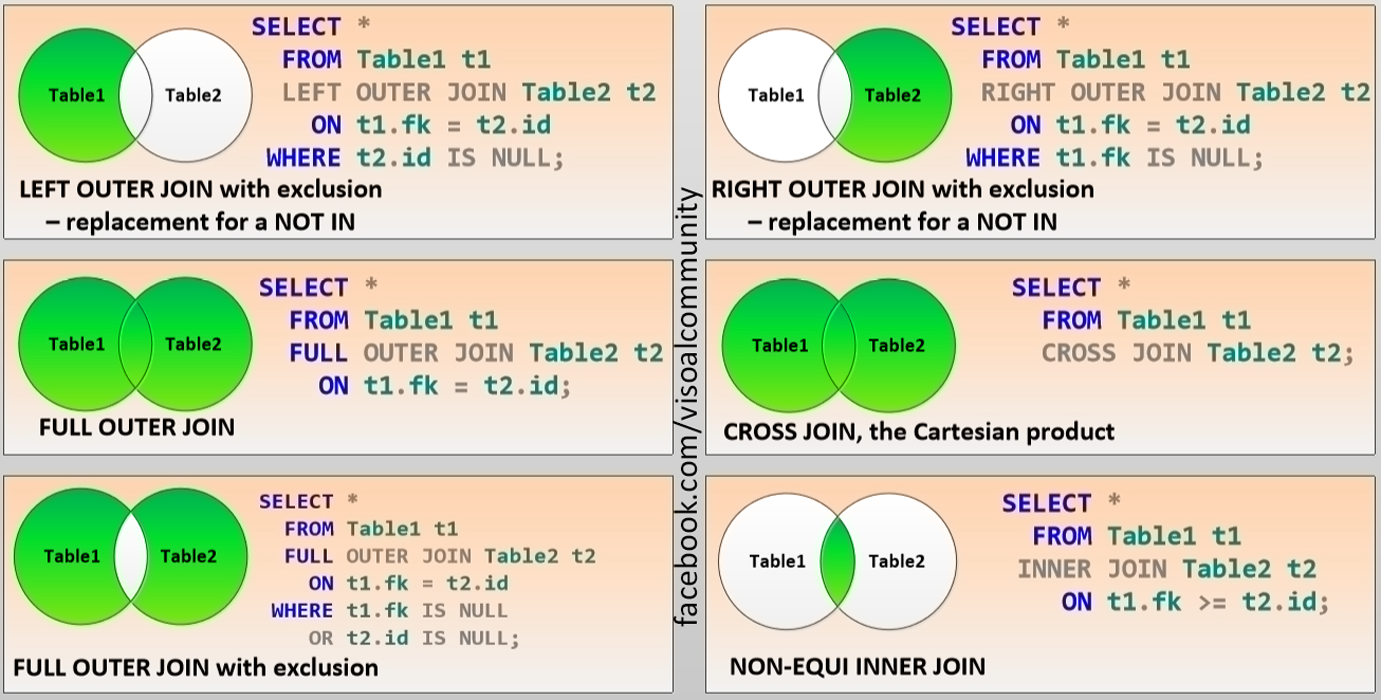 Table1
Table2
SELECT *
FROM Table1 t1
LEFT OUTER JOIN Table2 t2
ON t1.fk = t2.id
WHERE t2.id IS NULL;
LEFT OUTER JOIN with exclusion
– replacement for a NOT IN
Table1
Table2
SELECT *
FROM Table1 t1
RIGHT OUTER JOIN Table2 t2
ON t1.fk = t2.id
WHERE t1.fk IS NULL;
RIGHT OUTER JOIN with exclusion
– replacement for a NOT IN
Table1
Table2
SELECT *
FROM Table1 t1
FULL OUTER JOIN Table2 t2
ON t1.fk = t2.id;
FULL OUTER JOIN
Table1
Table2
SELECT *
FROM Table1 t1
CROSS JOIN Table2 t2;
CROSS JOIN, the Cartesian product
Table1
Table2
SELECT *
FROM Table1 t1
FULL OUTER JOIN Table2 t2
ON t1.fk = t2.id
WHERE t1.fk IS NULL
OR t2.id IS NULL;
FULL OUTER JOIN with exclusion
Table1
Table2
SELECT *
FROM Table1 t1
INNER JOIN Table2 t2
ON t1.fk >= t2.id;
NON-EQUI INNER JOIN
facebook.com/visoalcommunity